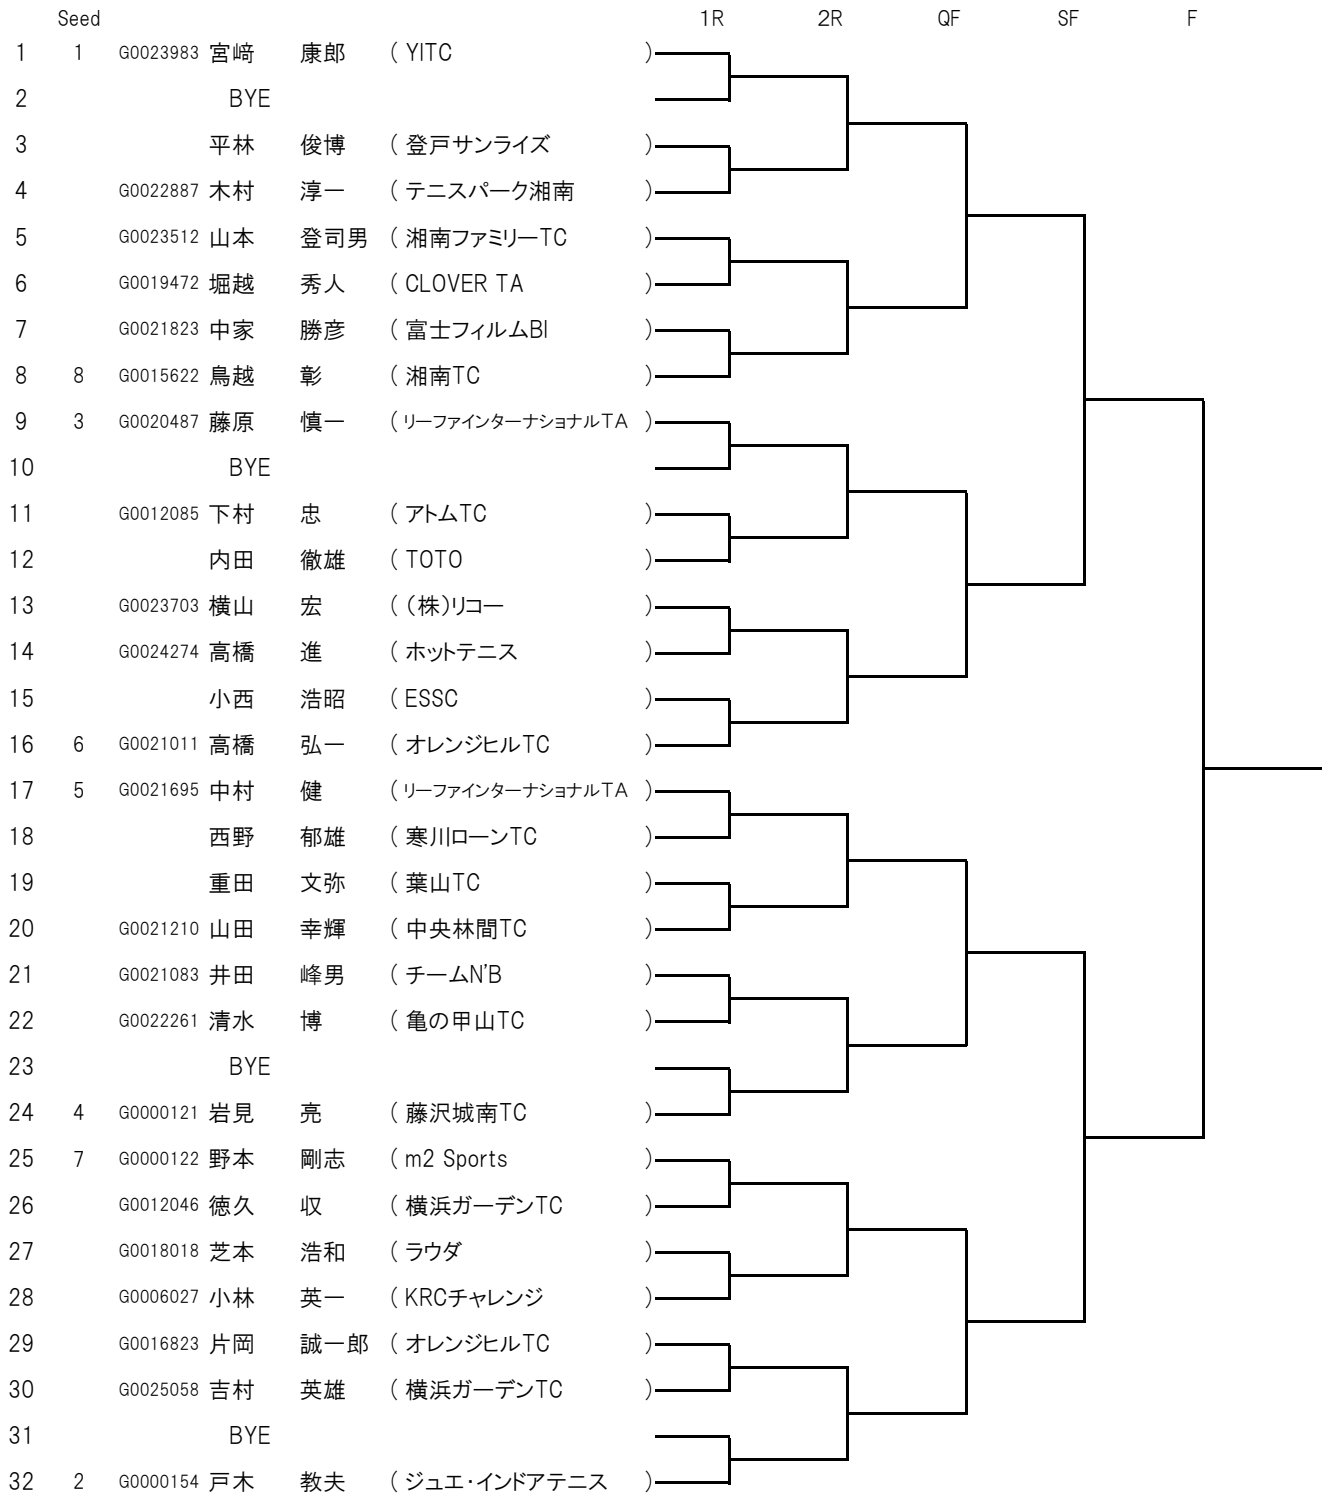 Seed 1R 2R QF SF F
1 1 G0023983 宮﨑 康郎 ( YITC )
2 BYE
3 平林 俊博 ( 登戸サンライズ )
4 G0022887 木村 淳一 ( テニスパーク湘南 )
5 G0023512 山本 登司男 ( 湘南ファミリーTC )
6 G0019472 堀越 秀人 ( CLOVER TA )
7 G0021823 中家 勝彦 ( 富士フィルムBI )
8 8 G0015622 鳥越 彰 ( 湘南TC )
9 3 G0020487 藤原 慎一 ( リーファインターナショナルTA )
10 BYE
11 G0012085 下村 忠 ( アトムTC )
12 内田 徹雄 ( TOTO )
13 G0023703 横山 宏 ( (株)リコー )
14 G0024274 高橋 進 ( ホットテニス )
15 小西 浩昭 ( ESSC )
16 6 G0021011 高橋 弘一 ( オレンジヒルTC )
17 5 G0021695 中村 健 ( リーファインターナショナルTA )
18 西野 郁雄 ( 寒川ローンTC )
19 重田 文弥 ( 葉山TC )
20 G0021210 山田 幸輝 ( 中央林間TC )
21 G0021083 井田 峰男 ( チームN'B )
22 G0022261 清水 博 ( 亀の甲山TC )
23 BYE
24 4 G0000121 岩見 亮 ( 藤沢城南TC )
25 7 G0000122 野本 剛志 ( m2 Sports )
26 G0012046 徳久 収 ( 横浜ガーデンTC )
27 G0018018 芝本 浩和 ( ラウダ )
28 G0006027 小林 英一 ( KRCチャレンジ )
29 G0016823 片岡 誠一郎 ( オレンジヒルTC )
30 G0025058 吉村 英雄 ( 横浜ガーデンTC )
31 BYE
32 2 G0000154 戸木 教夫 ( ジュエ・インドアテニス )